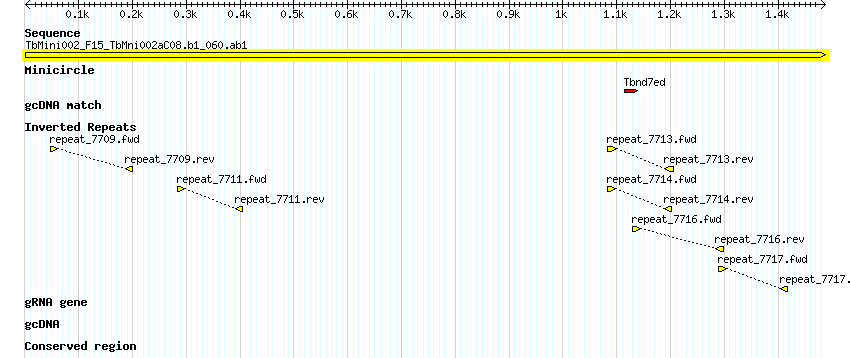 0.1k 0.2k 0.3k 0.4k 0.5k 0.6k 0.7k 0.8k 0.9k 1k 1.1k 1.2k 1.3k 1.4k
Sequence
TbMini002_F15_TbMni002aC08.b1_060.ab1
Minicircle
Tbnd7ed
gcDNA match
Inverted Repeats
repeat_7709.fwd repeat_7713.fwd
repeat_7709.rev repeat_7713.rev
repeat_7711.fwd repeat_7714.fwd
repeat_7711.rev repeat_7714.rev
repeat_7716.fwd
repeat_7716.rev
repeat_7717.fwd
repeat_7717.
gRNA gene
gcDNA
Conserved region